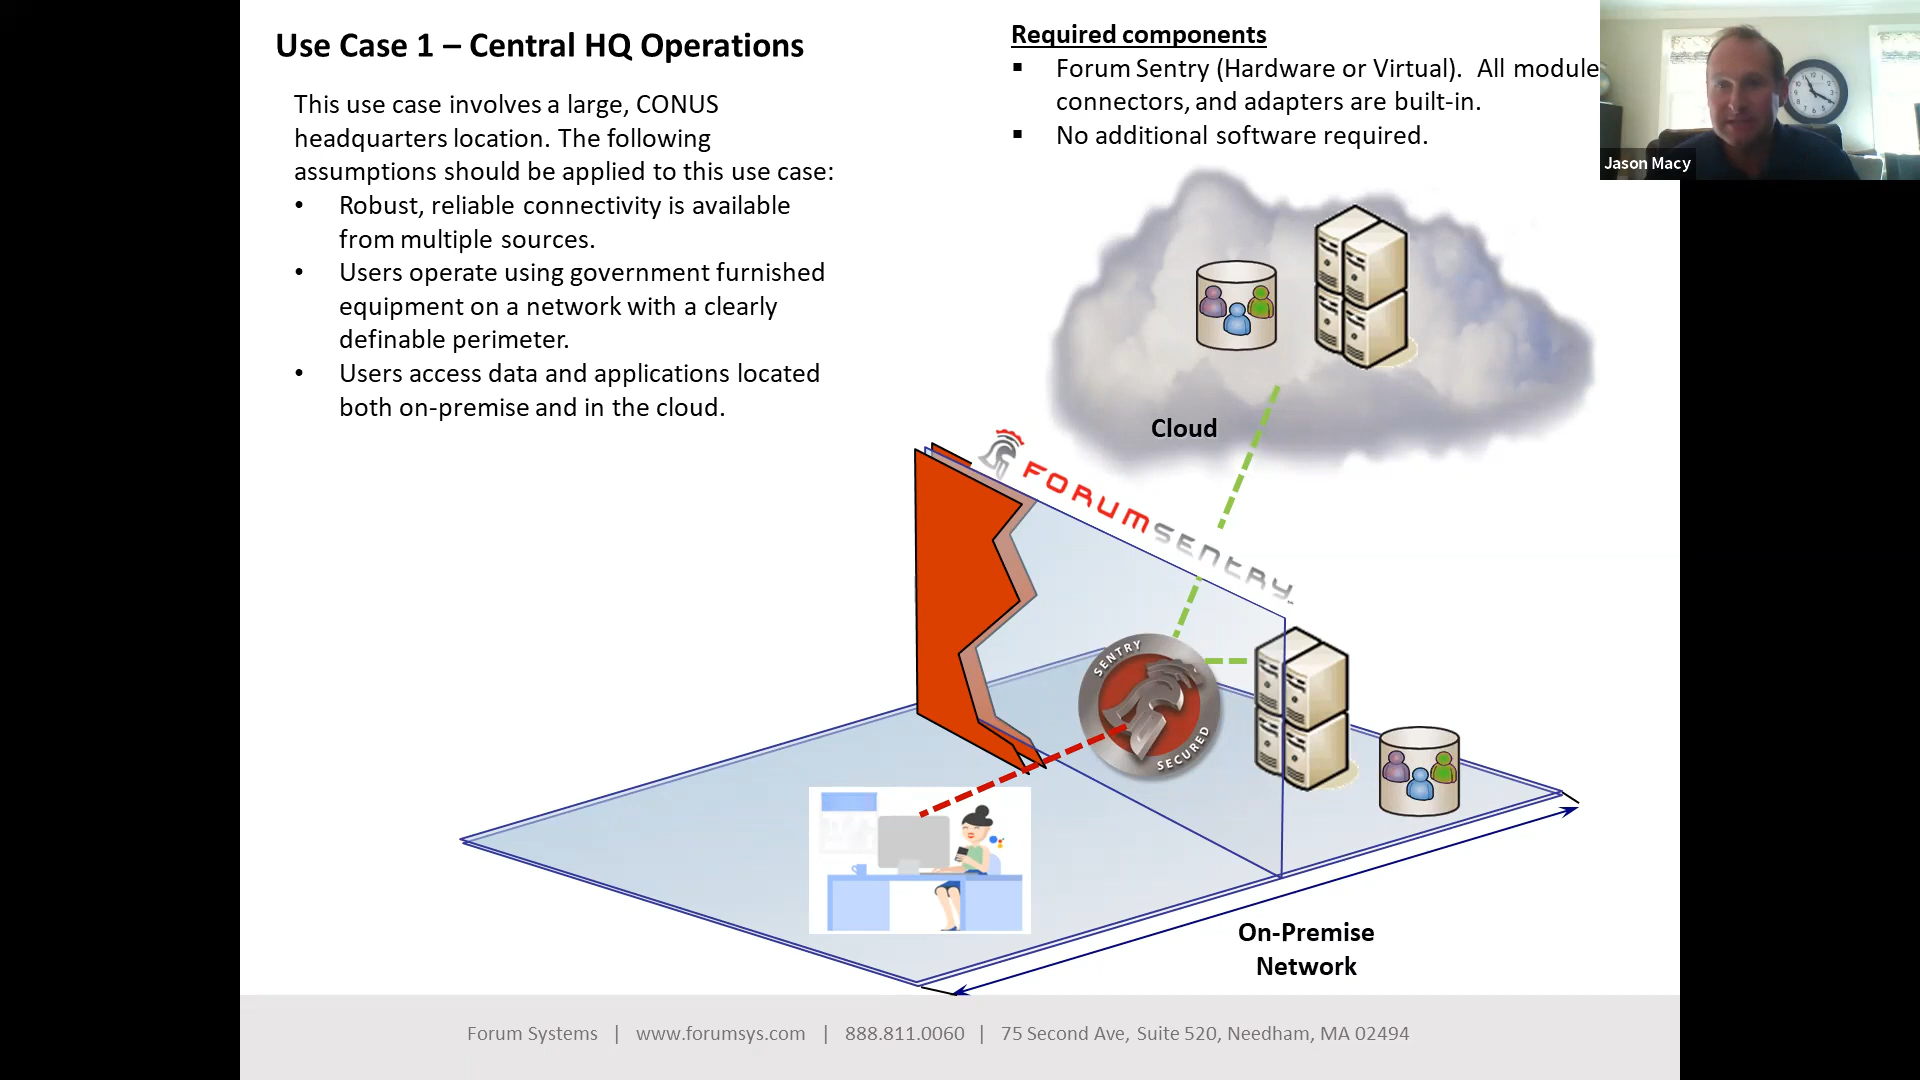 Use Case 1 – Central HQ Operations
This use case involves a large, CONUS
headquarters location. The following
assumptions should be applied to this use case:
• Robust, reliable connectivity is available
from multiple sources.
• Users operate using government furnished
equipment on a network with a clearly
definable perimeter.
• Users access data and applications located
both on-premise and in the cloud.
Required components
▪ Forum Sentry (Hardware or Virtual). All module
connectors, and adapters are built-in.
▪ No additional software required.
Jason Macy
Cloud
FORUMSENTRY
SENTRY
SECURED
On-Premise
Network
Forum Systems | www.forumsys.com | 888.811.0060 | 75 Second Ave, Suite 520, Needham, MA 02494